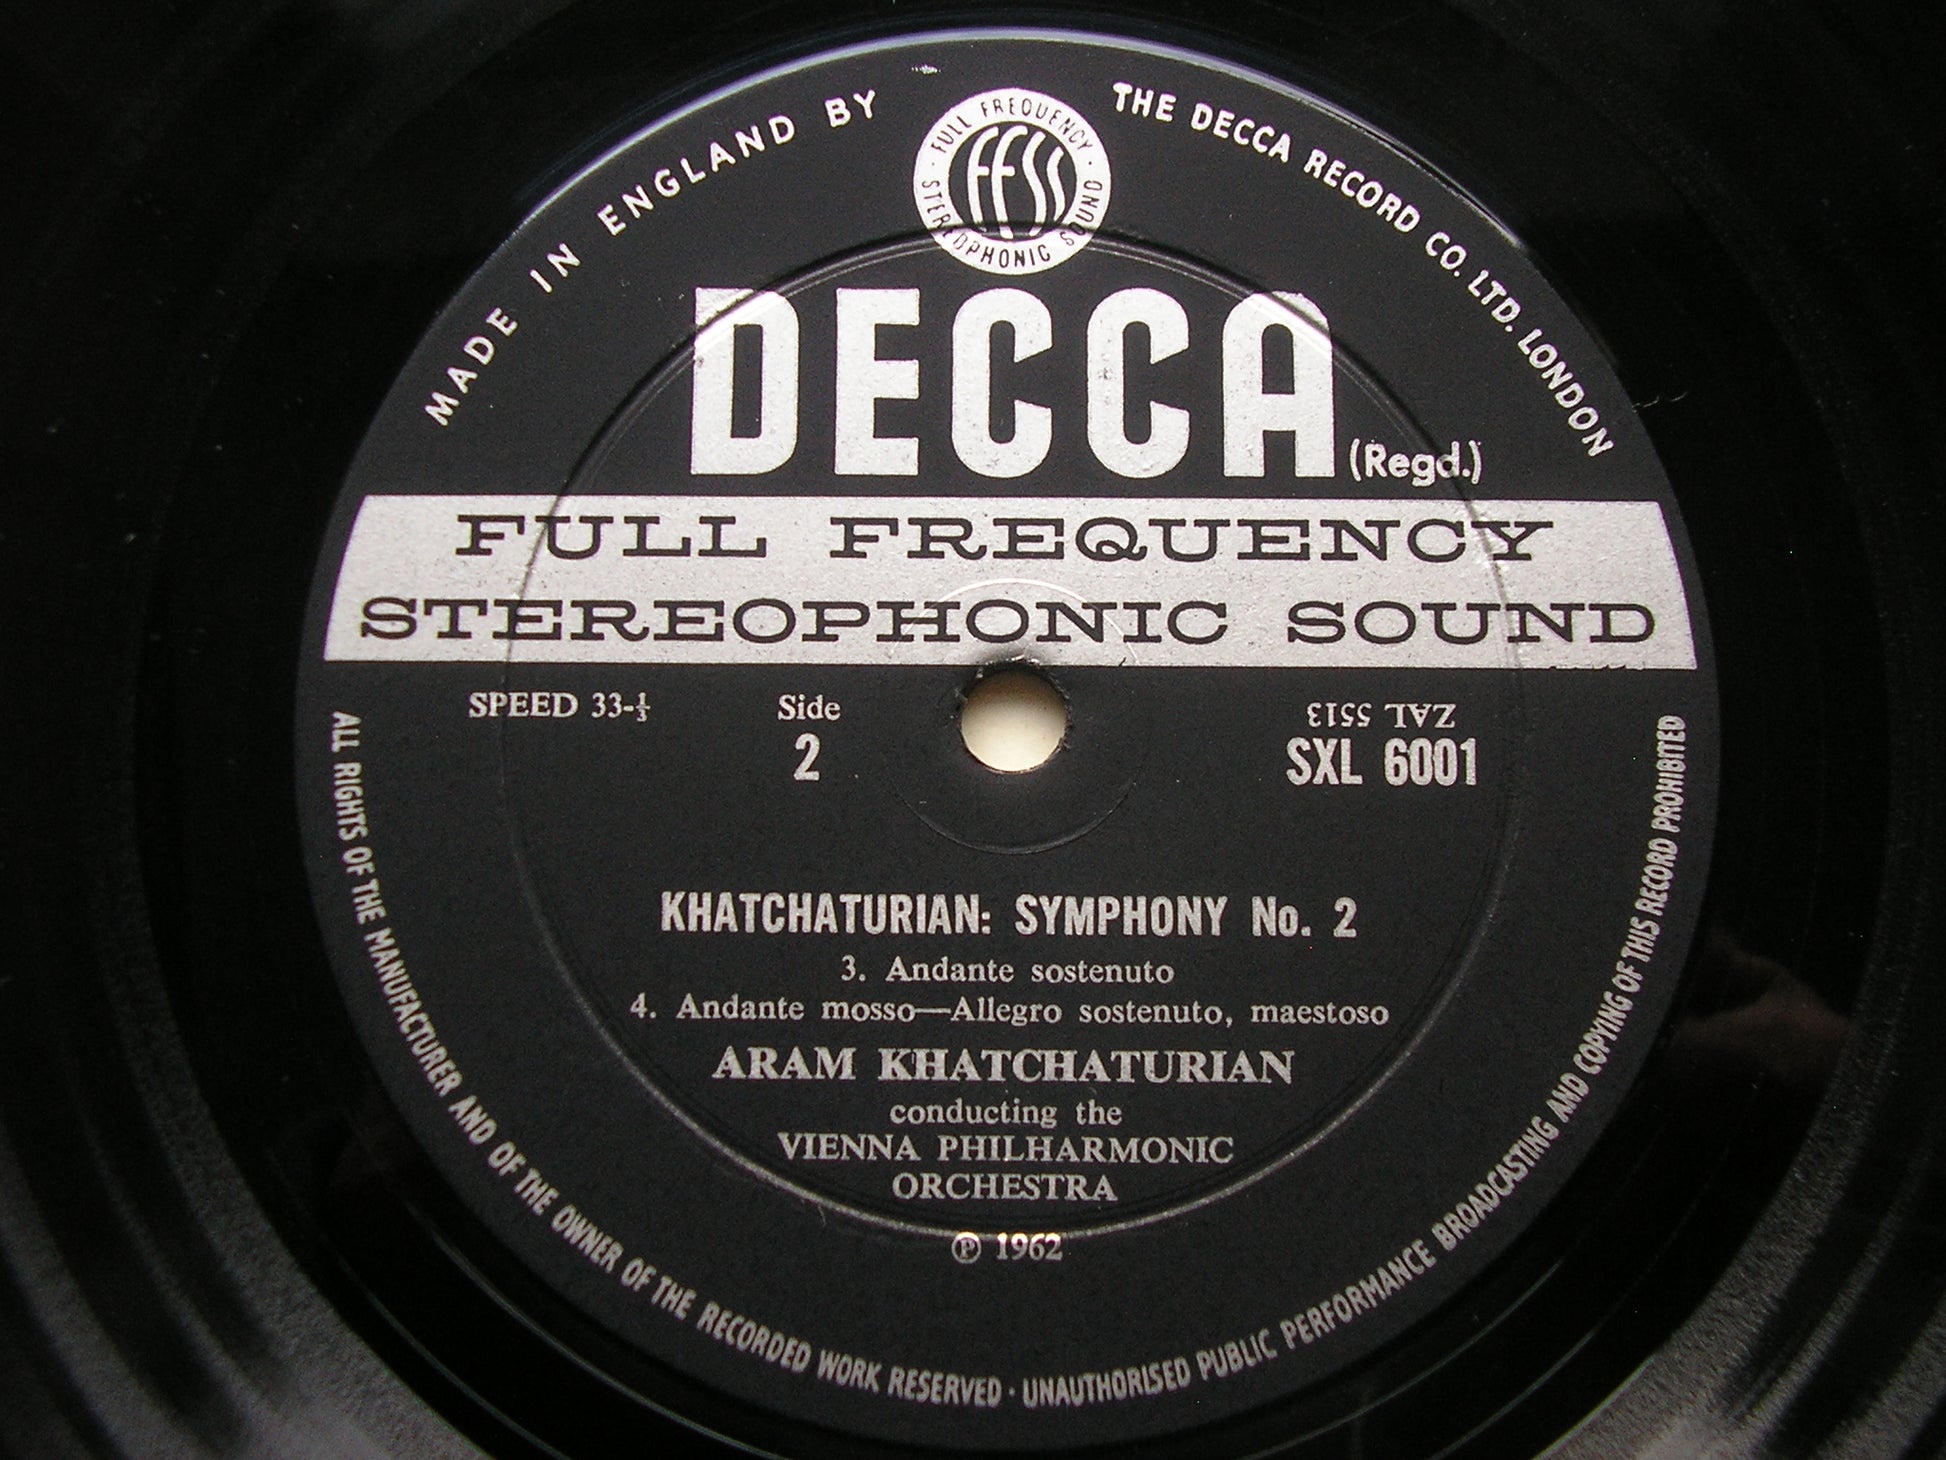 MADE IN ENGLAND BY
THE DECCA RECORD CO. LTD. LONDON
FULL FREQUENCY
FFSS
STEREOPHONIC SOUND
DECCA (Regd.)
FULL FREQUENCY
STEREOPHONIC SOUND
SPEED 33-⅓
Side
2
ZAL 5513
SXL 6001
KHATCHATURIAN: SYMPHONY No. 2
3. Andante sostenuto
4. Andante mosso—Allegro sostenuto, maestoso
ARAM KHATCHATURIAN
conducting the
VIENNA PHILHARMONIC
ORCHESTRA
℗ 1962
ALL RIGHTS OF THE MANUFACTURER AND OF THE OWNER OF THE RECORDED WORK RESERVED · UNAUTHORISED PUBLIC PERFORMANCE BROADCASTING AND COPYING OF THIS RECORD PROHIBITED